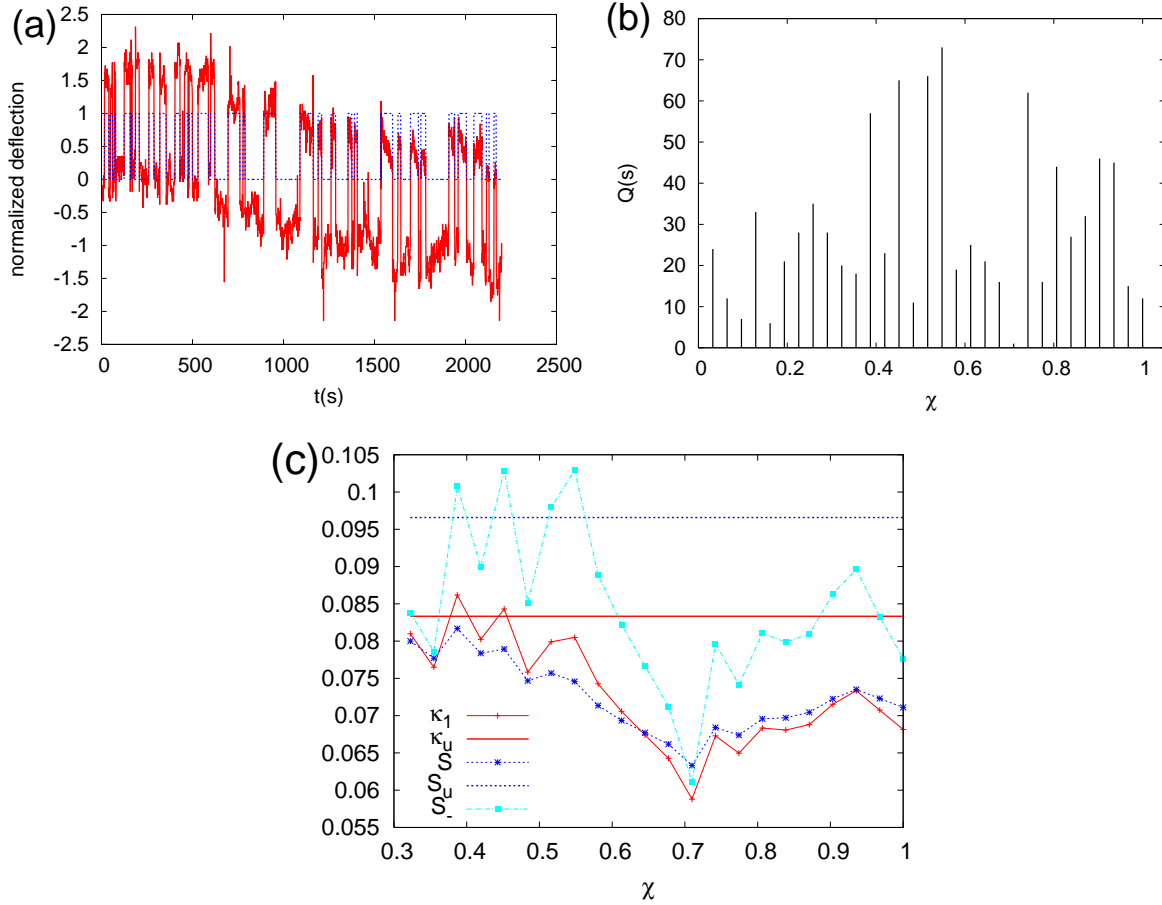 (a)
2.5
2
1.5
1
0.5
0
-0.5
-1
-1.5
-2
-2.5
normalized deflection
0 500 1000 1500 2000 2500
t(s)
(b)
80
70
60
50
40
30
20
10
0
Q(s)
0 0.2 0.4 0.6 0.8 1
χ
(c)
0.105
0.1
0.095
0.09
0.085
0.08
0.075
0.07
0.065
0.06
0.055
κ1
κu
S
Su
S-
0.3 0.4 0.5 0.6 0.7 0.8 0.9 1
χ